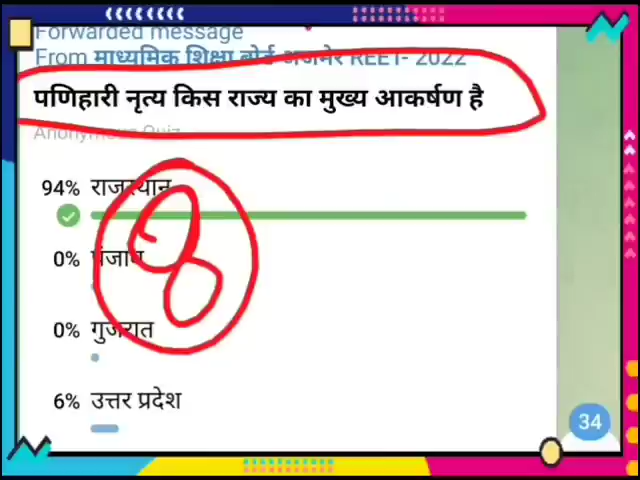 Forwarded message
From माध्यमिक शिक्षा बोर्ड अजमेर REET- 2022
पणिहारी नृत्य किस राज्य का मुख्य आकर्षण है
Anonymous Quiz
94% राजस्थान
0% पंजाब
0% गुजरात
6% उत्तर प्रदेश
34